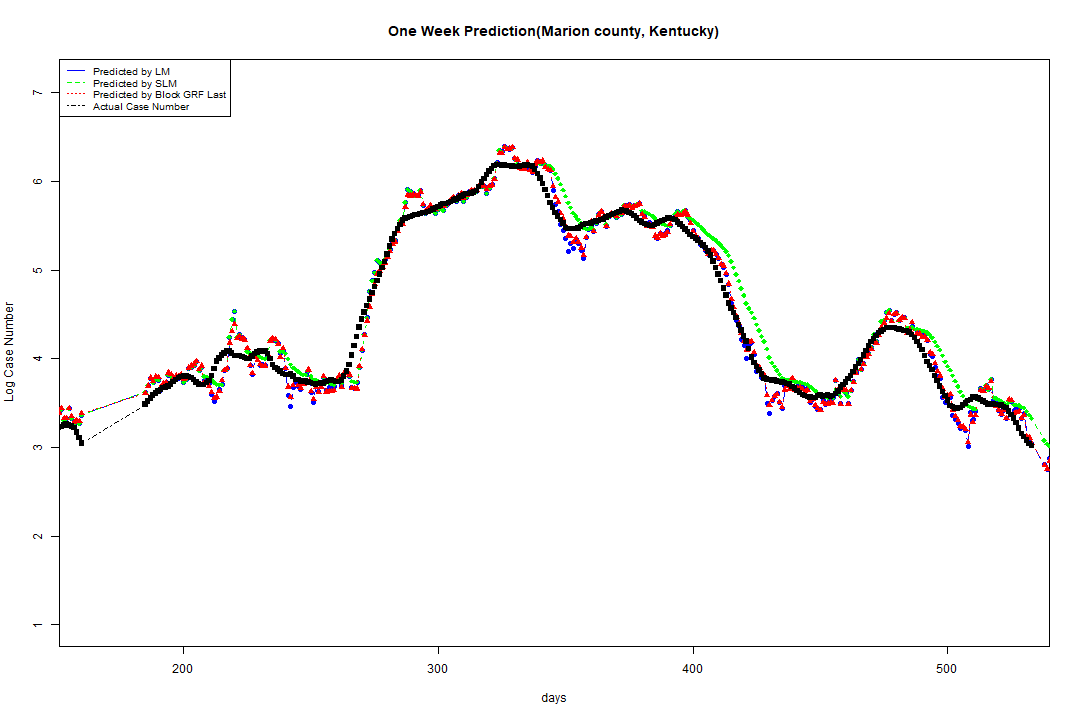 One Week Prediction(Marion county, Kentucky)
Predicted by LM
Predicted by SLM
Predicted by Block GRF Last
Actual Case Number
7
6
5
4
3
2
1
Log Case Number
200 300 400 500
days